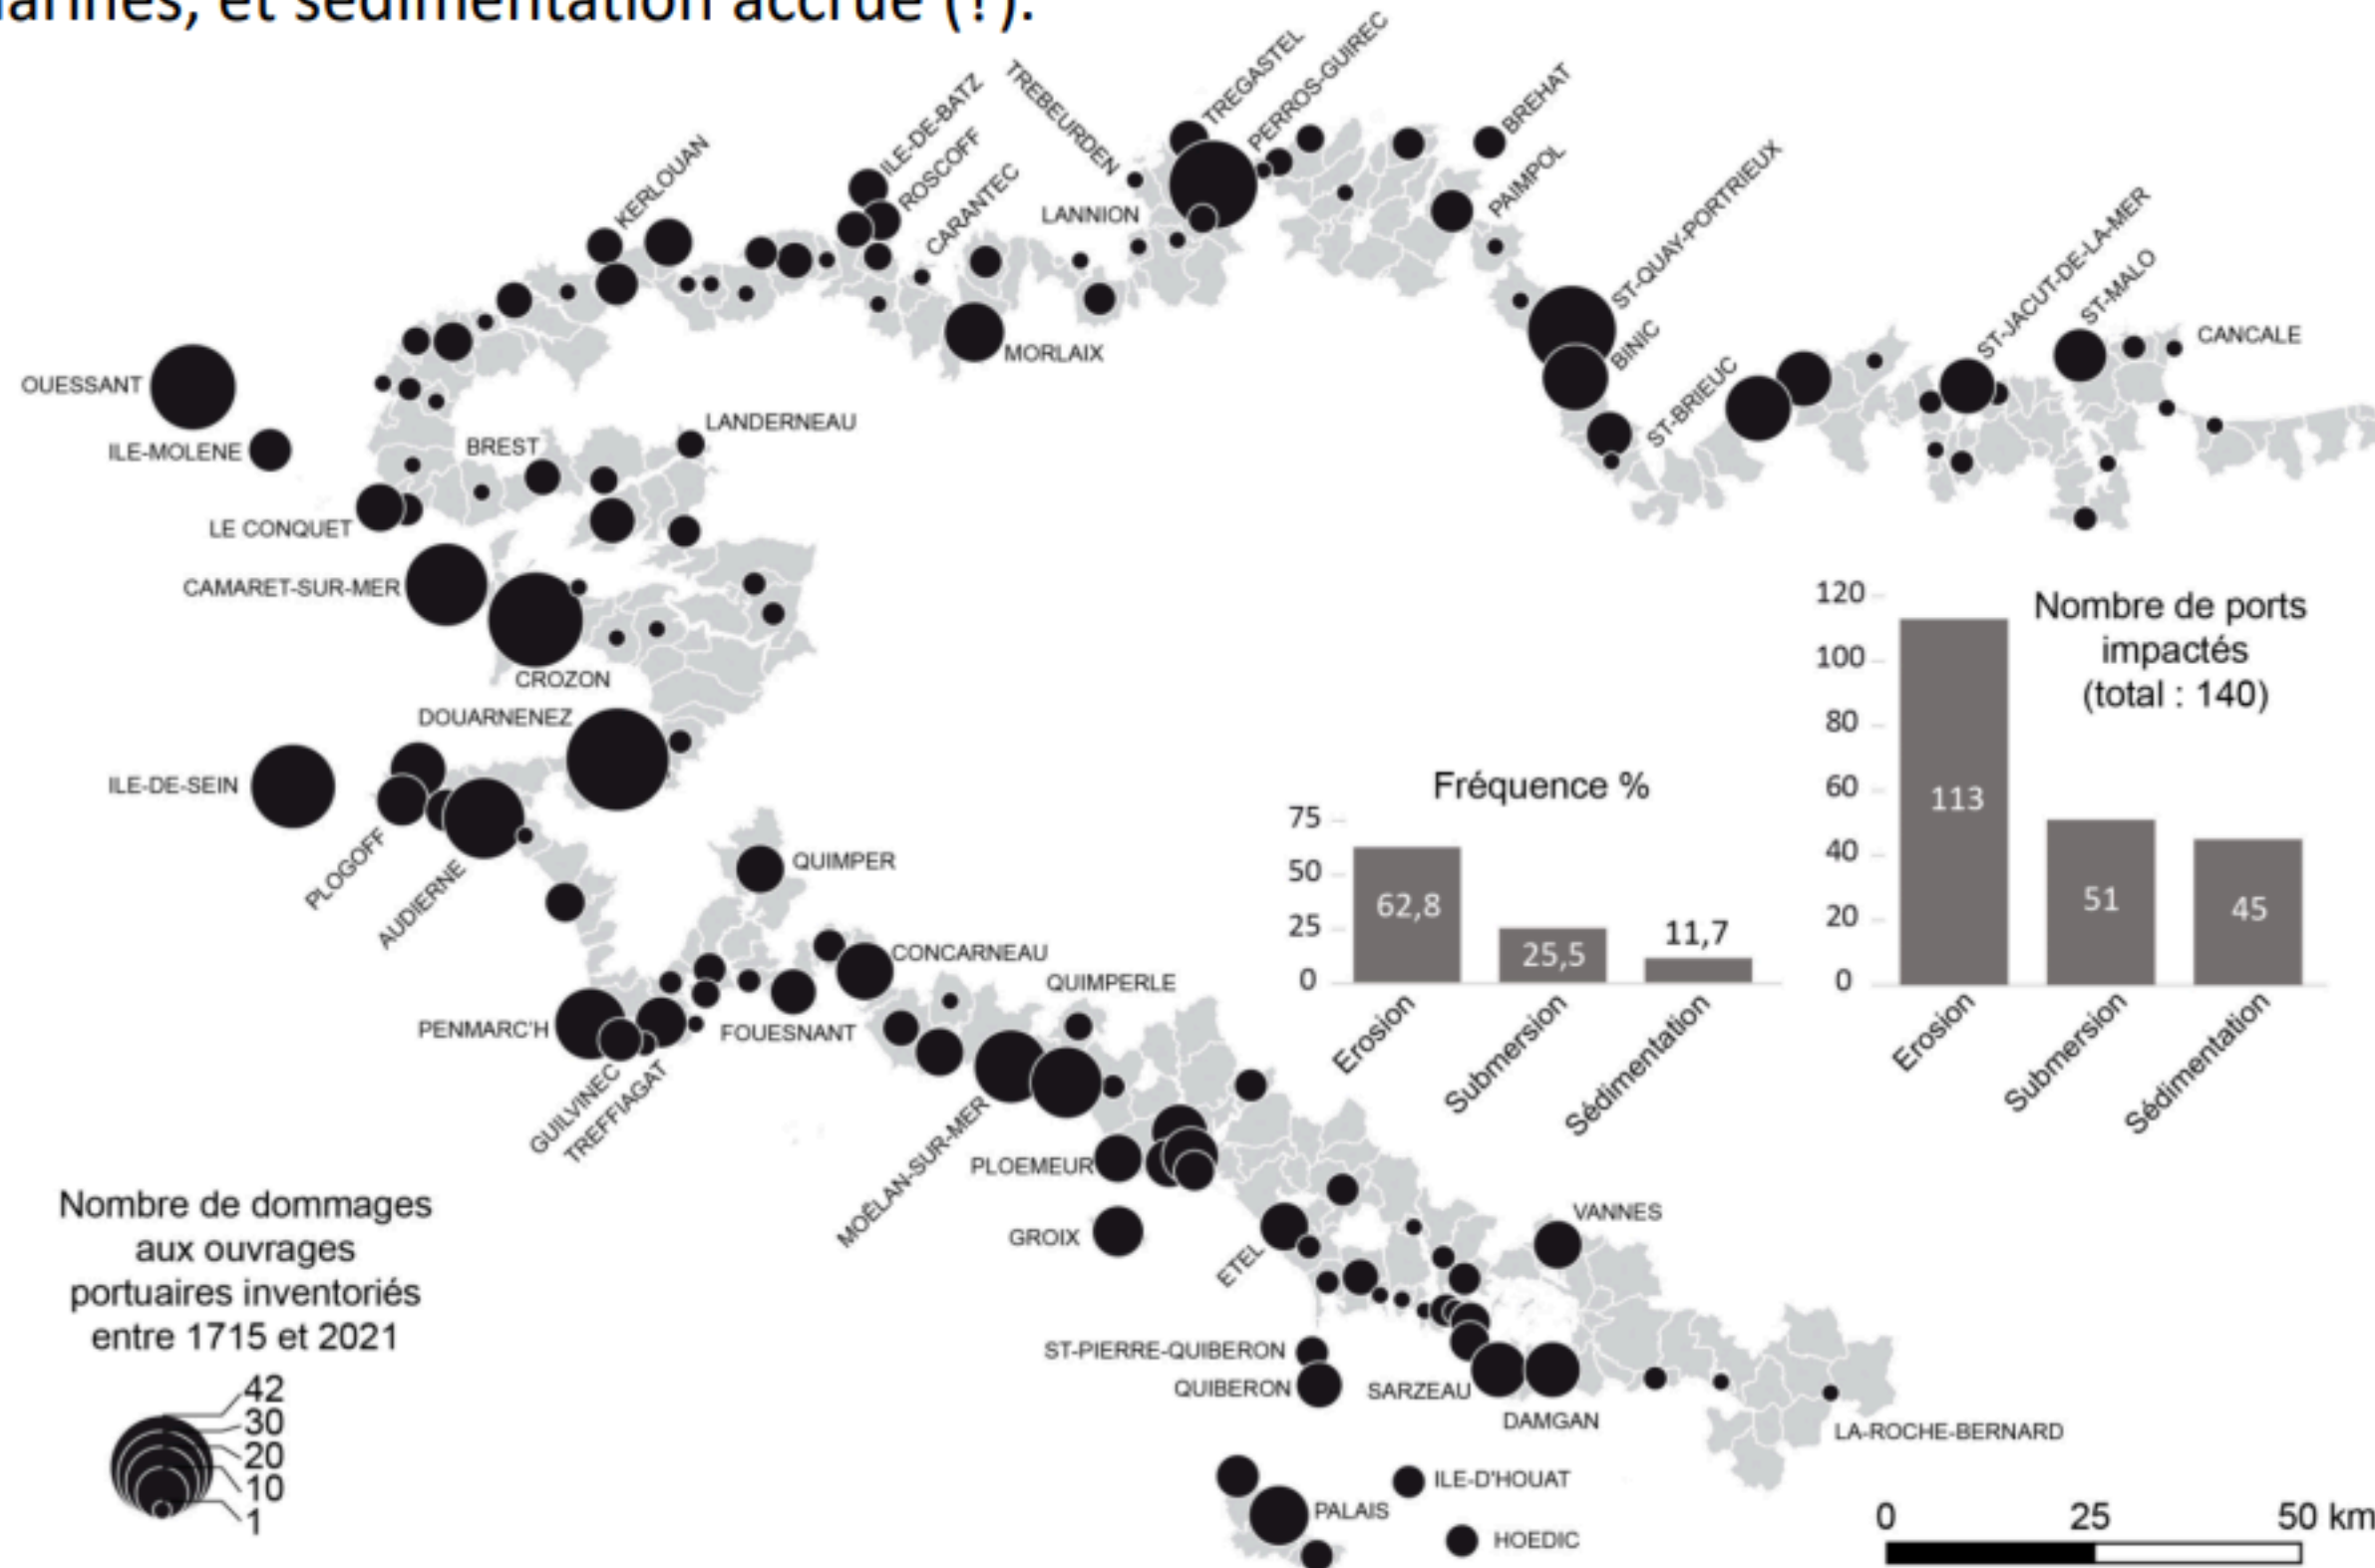 et sédimentation accrue (?).
TREBEURDEN
TREGASTEL
PERROS-GUIREC
BREHAT
PAIMPOL
ILE-DE-BATZ
ROSCOFF
CARANTEC
KERLOUAN
LANNION
ST-QUAY-PORTRIEUX
BINIC
ST-BRIEUC
ST-JACUT-DE-LA-MER
ST-MALO
CANCALE
MORLAIX
OUESSANT
ILE-MOLENE
BREST
LANDERNEAU
LE CONQUET
CAMARET-SUR-MER
CROZON
DOUARNENEZ
ILE-DE-SEIN
PLOGOFF
AUDIERNE
QUIMPER
CONCARNEAU
QUIMPERLE
PENMARC'H
FOUESNANT
GUILVINEC
TREFFIAGAT
MOËLAN-SUR-MER
PLOEMEUR
GROIX
ETEL
VANNES
ST-PIERRE-QUIBERON
QUIBERON
SARZEAU
DAMGAN
LA-ROCHE-BERNARD
PALAIS
ILE-D'HOUAT
HOEDIC
Fréquence %
75
50
25
0
62,8
25,5
11,7
Erosion
Submersion
Sédimentation
Nombre de ports
impactés
(total : 140)
120
100
80
60
40
20
0
113
51
45
Erosion
Submersion
Sédimentation
Nombre de dommages
aux ouvrages
portuaires inventoriés
entre 1715 et 2021
42
30
20
10
1
0 25 50 km